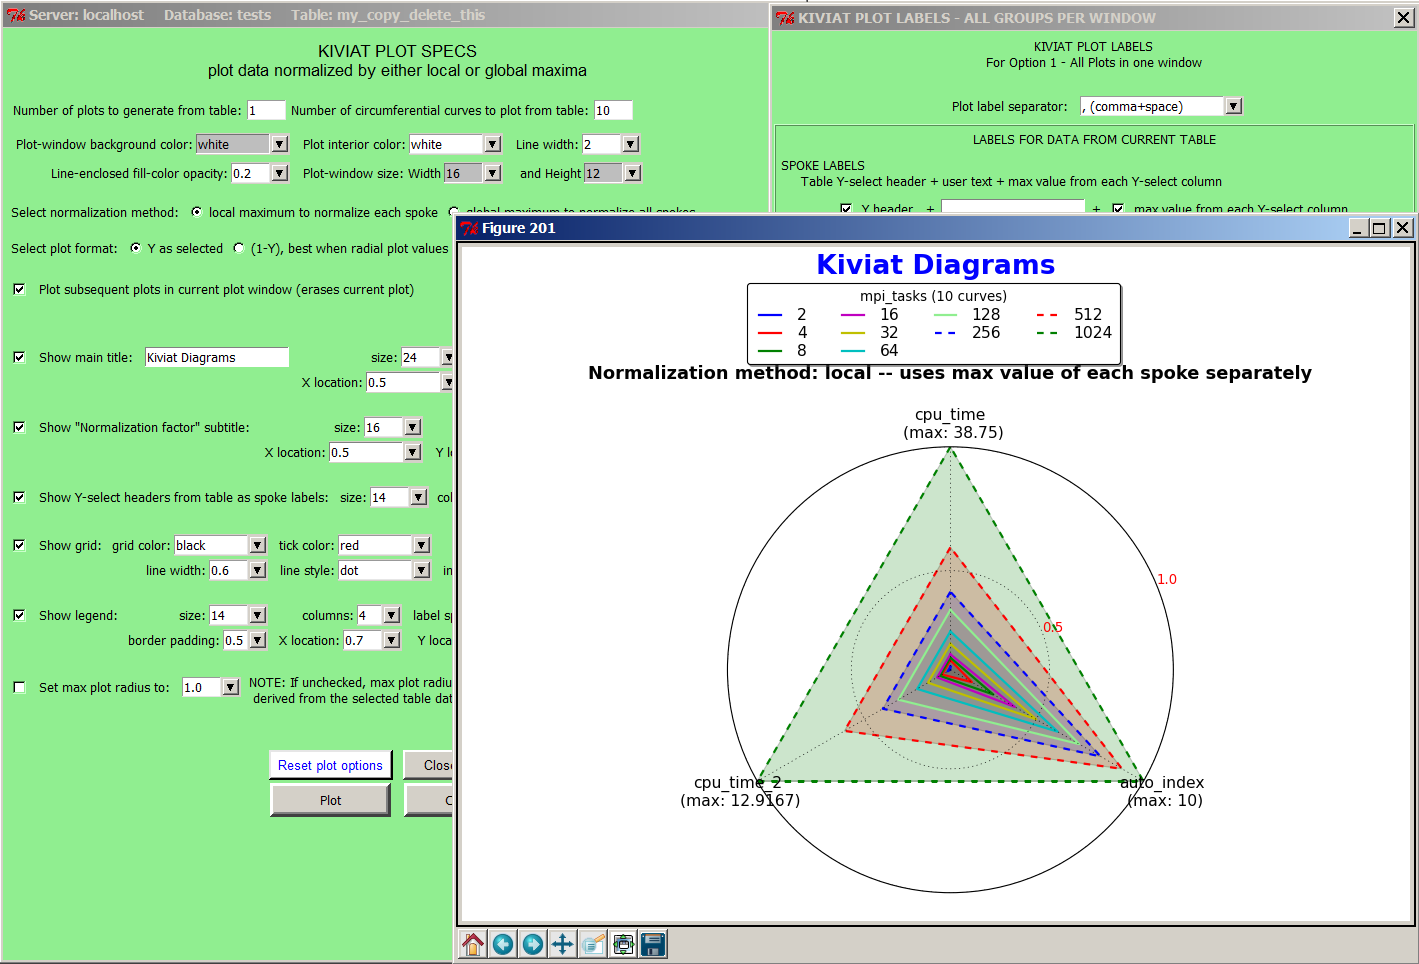 Server: localhost    Database: tests    Table: my_copy_delete_this
KIVIAT PLOT SPECS
plot data normalized by either local or global maxima
Number of plots to generate from table: 1 Number of circumferential curves to plot from table: 10
Plot-window background color: white Plot interior color: white Line width: 2
Line-enclosed fill-color opacity: 0.2 Plot-window size: Width 16 and Height 12
Select normalization method: local maximum to normalize each spoke global maximum to normalize all spokes
Select plot format: Y as selected (1-Y), best when radial plot values
Plot subsequent plots in current plot window (erases current plot)
Show main title: Kiviat Diagrams size: 24
X location: 0.5
Show "Normalization factor" subtitle: size: 16
X location: 0.5 Y
Show Y-select headers from table as spoke labels: size: 14
Show grid: grid color: black tick color: red
line width: 0.6 line style: dot
Show legend: size: 14 columns: 4 label
border padding: 0.5 X location: 0.7 Y
Set max plot radius to: 1.0 NOTE: If unchecked, max plot
derived from the selected table
Reset plot options
Plot
KIVIAT PLOT LABELS - ALL GROUPS PER WINDOW
KIVIAT PLOT LABELS
For Option 1 - All Plots in one window
Plot label separator: , (comma+space)
LABELS FOR DATA FROM CURRENT TABLE
SPOKE LABELS
Table Y-select header + user text + max value from each Y-select column
Y header + + max value from each Y-select column
Figure 201
Kiviat Diagrams
mpi_tasks (10 curves)
2 16 128 512
4 32 256 1024
8 64
Normalization method: local -- uses max value of each spoke separately
cpu_time
(max: 38.75)
1.0
0.5
cpu_time_2
(max: 12.9167)
auto_index
(max: 10)